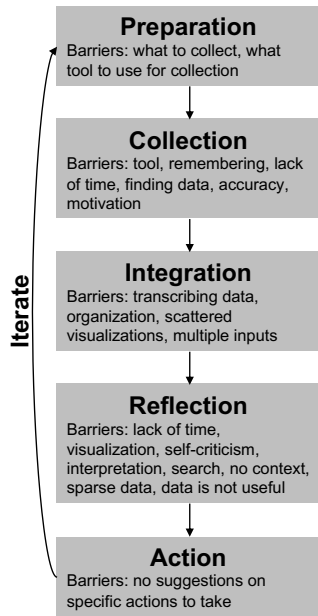 Preparation
Barriers: what to collect, what
tool to use for collection
Collection
Barriers: tool, remembering, lack
of time, finding data, accuracy,
motivation
Integration
Barriers: transcribing data,
organization, scattered
visualizations, multiple inputs
Iterate
Reflection
Barriers: lack of time,
visualization, self-criticism,
interpretation, search, no context,
sparse data, data is not useful
Action
Barriers: no suggestions on
specific actions to take